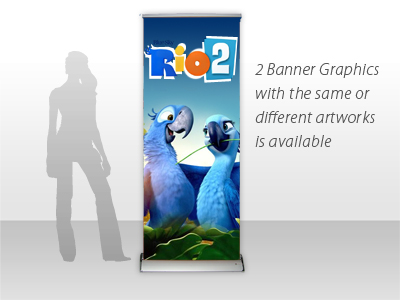 Rio2
2 Banner Graphics
with the same or
different artworks
is available